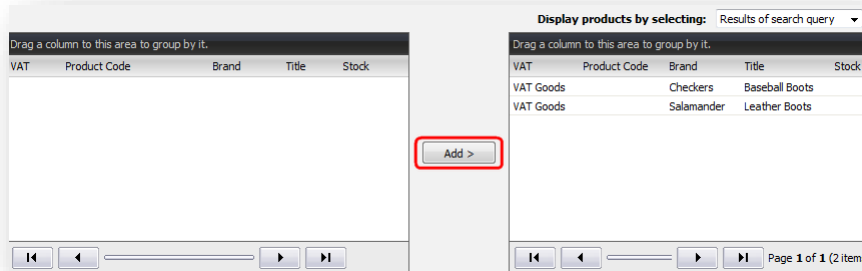 Display products by selecting: Results of search query
Drag a column to this area to group by it.
VAT Product Code Brand Title Stock
Add >
Drag a column to this area to group by it.
VAT Product Code Brand Title Stock
VAT Goods Checkers Baseball Boots
VAT Goods Salamander Leather Boots
Page 1 of 1 (2 item